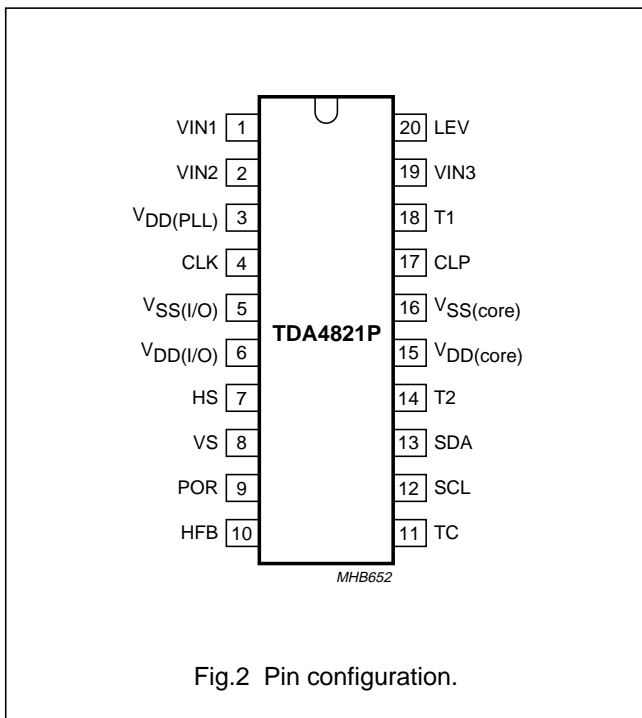 VIN1 1 20 LEV
VIN2 2 19 VIN3
VDD(PLL) 3 18 T1
CLK 4 17 CLP
VSS(I/O) 5 16 VSS(core)
TDA4821P
VDD(I/O) 6 15 VDD(core)
HS 7 14 T2
VS 8 13 SDA
POR 9 12 SCL
HFB 10 11 TC
MHB652
Fig.2 Pin configuration.